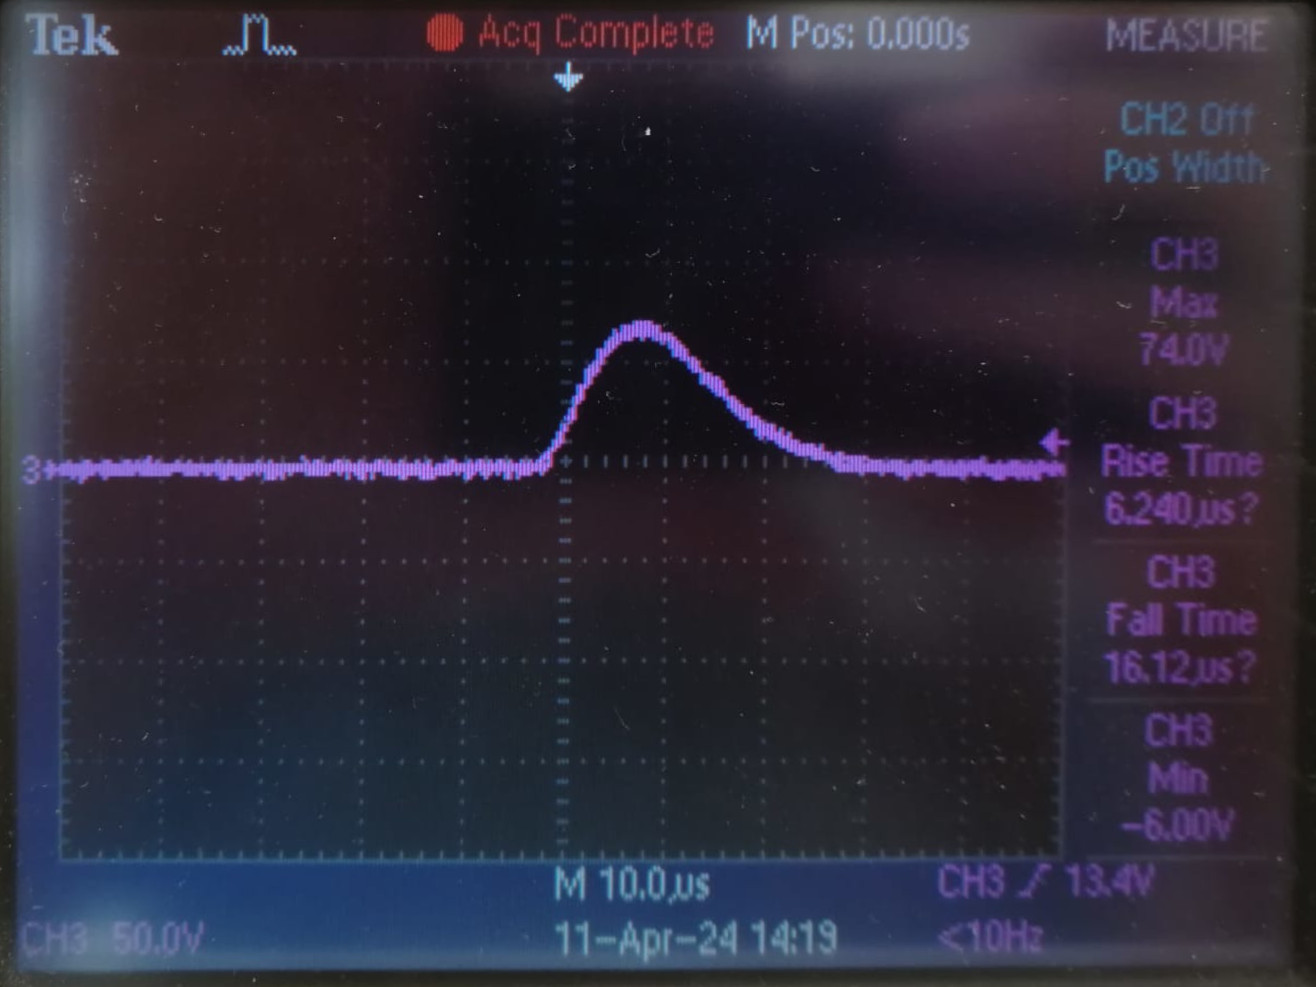 Tek Acq Complete M Pos: 0.000s MEASURE
CH2 Off
Pos Width
CH3
Max
74.0V
CH3
Rise Time
6.240µs?
CH3
Fall Time
16.12µs?
CH3
Min
-6.00V
3
M 10.0µs CH3 13.4V
CH3 50.0V 11-Apr-24 14:19 <10Hz